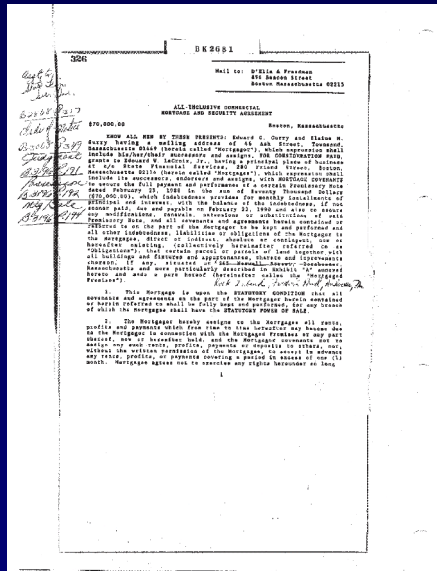 BK2681
326
Mail to: D'Elia & Freedman
Beacon Street
Boston Massachusetts 02215
ALL-INCLUSIVE COMMERCIAL
MORTGAGE AND SECURITY AGREEMENT
$70,000.00
Boston, Massachusetts
KNOW ALL MEN BY THESE PRESENTS: Edward C. Curry and Elaine M.
having a mailing address of 46 Ash Street, Townsend,
Massachusetts 01469 (herein called "Mortgagor"), which expression shall
include his/her/their successors and assigns, FOR CONSIDERATION PAID,
grants to Edouard V. LaCroix, Jr., having a principal place of business
at c/o State Financial Services, 280 Friend Street, Boston,
Massachusetts 02114 (herein called "Mortgagee"), which expression shall
include its successors, endorsers and assigns, with MORTGAGE COVENANTS
to secure the full payment and performance of a certain Promissory Note
dated February 23, 1988 in the sum of Seventy Thousand Dollars
($70,000.00), which indebtedness provides for monthly installments of
principal and interest, with the balance of the indebtedness, if not
sooner paid, due and payable on February 23, 1990 and also to secure
any modifications, renewals, extensions or substitutions of said
Promissory Note, and all covenants and agreements herein contained or
referred to on the part of the Mortgagor to be kept and performed and
all other indebtedness, liabilities or obligations of the Mortgagor to
the Mortgagee, direct or indirect, absolute or contingent, now or
hereafter existing, (collectively hereinafter referred to as
"Obligations"), that certain parcel or parcels of land together with
all buildings and fixtures and appurtenances, thereto and improvements
thereon, if any, situated at
Massachusetts and more particularly described in Exhibit "A" annexed
hereto and made a part hereof (hereinafter called the "Mortgaged
Premises").
1. This Mortgage is upon the STATUTORY CONDITION that all
covenants and agreements on the part of the Mortgagor herein contained
or herein referred to shall be fully kept and performed, for any breach
of which the Mortgagee shall have the STATUTORY POWER OF SALE.
2. The Mortgagor hereby assigns to the Mortgagee all rents,
profits and payments which from time to time hereafter may become due
to the Mortgagor in connection with the Mortgaged Premises or any part
thereof, now or hereafter held, and the Mortgagor covenants not to
assign any such rents, profits, payments or deposits to others, nor,
without the written permission of the Mortgagee, to accept in advance
any rents, profits, or payments covering a period in excess of one (1)
month. Mortgagee agrees not to exercise any rights hereunder so long
1